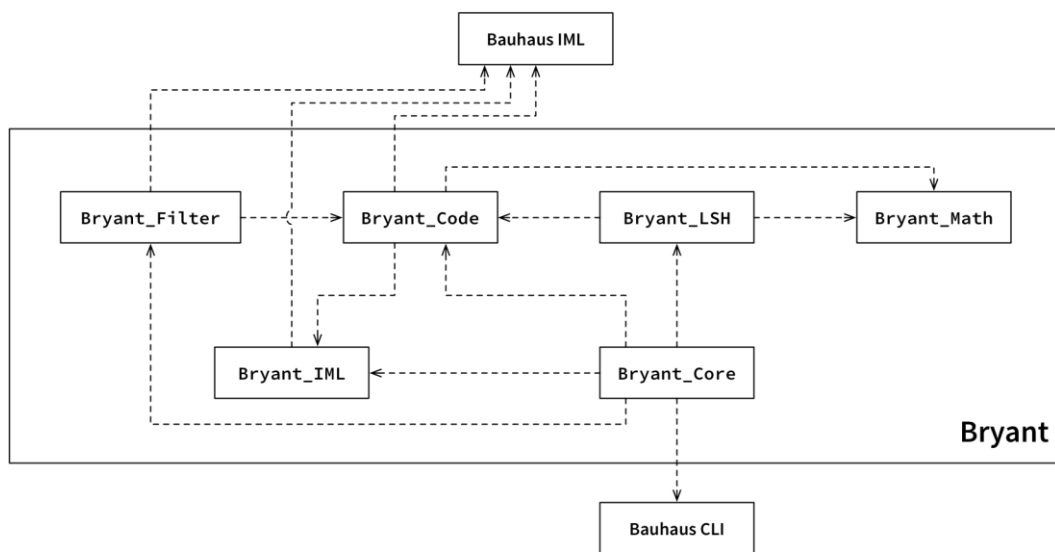 Bauhaus IML
Bryant_Filter
Bryant_Code
Bryant_LSH
Bryant_Math
Bryant_IML
Bryant_Core
Bryant
Bauhaus CLI